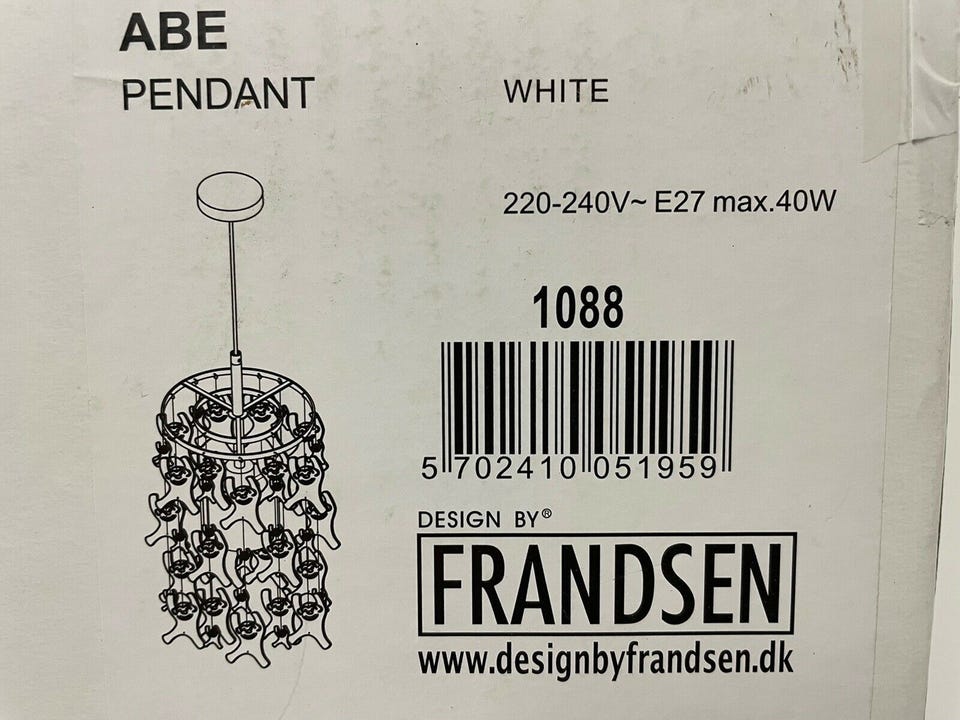 ABE
PENDANT
WHITE
220-240V~ E27 max.40W
1088
5 702410 051959
DESIGN BY®
FRANDSEN
www.designbyfrandsen.dk